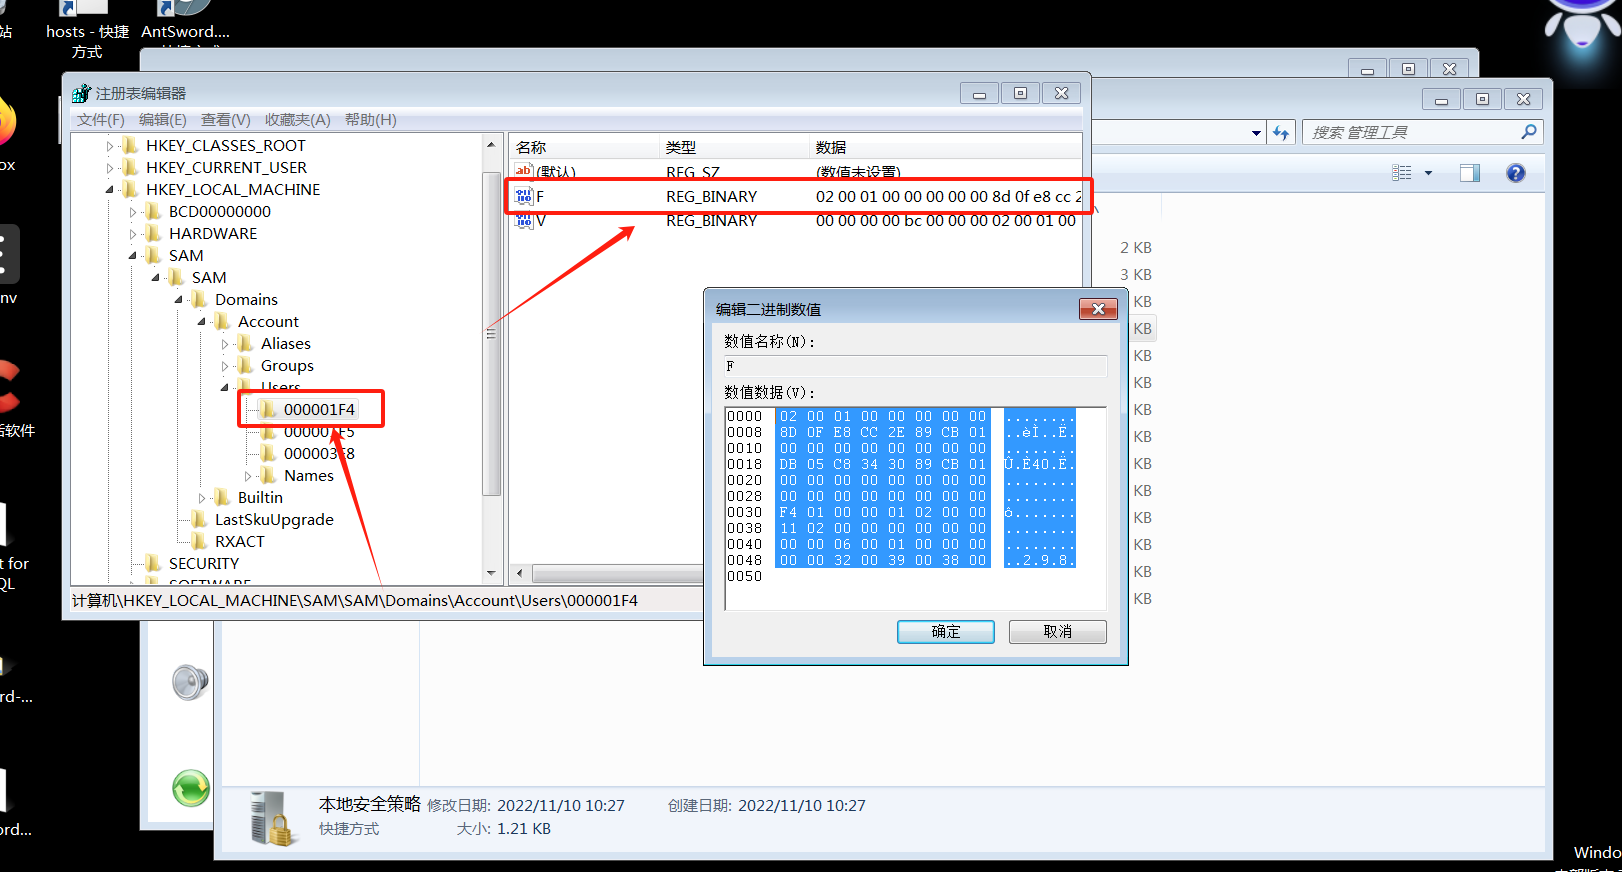 站
hosts - 快捷
方式
AntSword....
ox
nv
舌软件
t for
QL
rd-...
ord...
注册表编辑器
文件(F) 编辑(E) 查看(V) 收藏夹(A) 帮助(H)
HKEY_CLASSES_ROOT
HKEY_CURRENT_USER
HKEY_LOCAL_MACHINE
BCD00000000
HARDWARE
SAM
SAM
Domains
Account
Aliases
Groups
Users
000001F4
000001F5
000003F8
Names
Builtin
LastSkuUpgrade
RXACT
SECURITY
SOFTWARE
名称 类型 数据
(默认) REG_SZ (数值未设置)
F REG_BINARY 02 00 01 00 00 00 00 00 8d 0f e8 cc 2
V REG_BINARY 00 00 00 00 bc 00 00 00 02 00 01 00
计算机\HKEY_LOCAL_MACHINE\SAM\SAM\Domains\Account\Users\000001F4
编辑二进制数值
数值名称(N):
F
数值数据(V):
0000 02 00 01 00 00 00 00 00 ........
0008 8D 0F E8 CC 2E 89 CB 01 ..èÌ..Ë.
0010 00 00 00 00 00 00 00 00 ........
0018 DB 05 C8 34 30 89 CB 01 Û.È40.Ë.
0020 00 00 00 00 00 00 00 00 ........
0028 00 00 00 00 00 00 00 00 ........
0030 F4 01 00 00 01 02 00 00 ô.......
0038 11 02 00 00 00 00 00 00 ........
0040 00 00 06 00 01 00 00 00 ........
0048 00 00 32 00 39 00 38 00 ..2.9.8.
0050
确定 取消
搜索 管理工具
2 KB
3 KB
KB
KB
KB
KB
KB
KB
KB
KB
KB
KB
KB
KB
本地安全策略 修改日期: 2022/11/10 10:27 创建日期: 2022/11/10 10:27
快捷方式 大小: 1.21 KB
Windo